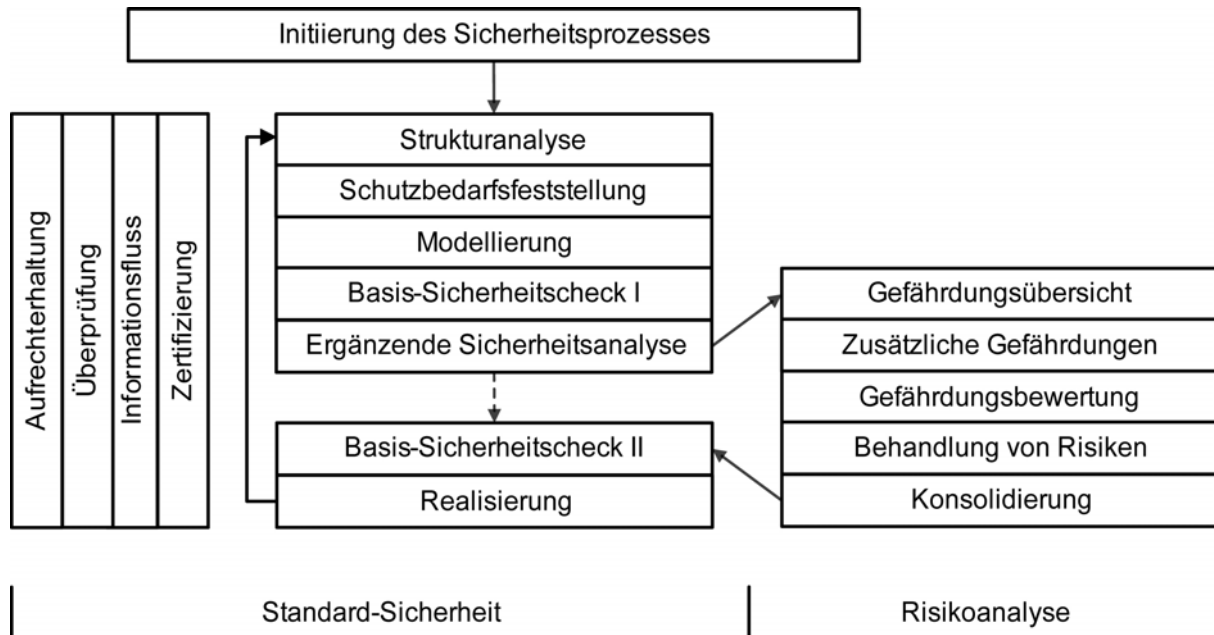 Initiierung des Sicherheitsprozesses
Aufrechterhaltung
Überprüfung
Informationsfluss
Zertifizierung
Strukturanalyse
Schutzbedarfsfeststellung
Modellierung
Basis-Sicherheitscheck I
Ergänzende Sicherheitsanalyse
Basis-Sicherheitscheck II
Realisierung
Gefährdungsübersicht
Zusätzliche Gefährdungen
Gefährdungsbewertung
Behandlung von Risiken
Konsolidierung
Standard-Sicherheit
Risikoanalyse